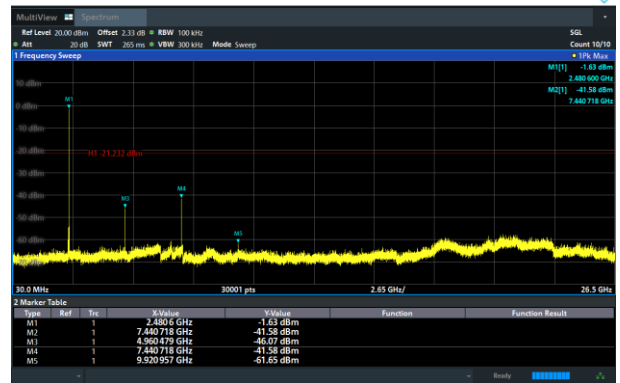 MultiView Spectrum
Ref Level 20.00 dBm Offset 2.33 dB RBW 100 kHz SGL
Att 20 dB SWT 265 ms VBW 300 kHz Mode Sweep Count 10/10
1 Frequency Sweep 1Pk Max
M1[1] -1.63 dBm
2.480 600 GHz
10 dBm M2[1] -41.58 dBm
7.440 718 GHz
M1
0 dBm
-10 dBm
-20 dBm
H1 -21.232 dBm
M4
-40 dBm
M3
-50 dBm
M5
-60 dBm
30.0 MHz 30001 pts 2.65 GHz/ 26.5 GHz
2 Marker Table
Type Ref Trc X-Value Y-Value Function Function Result
M1 1 2.4806 GHz -1.63 dBm
M2 1 7.440 718 GHz -41.58 dBm
M3 1 4.960 479 GHz -46.07 dBm
M4 1 7.440 718 GHz -41.58 dBm
M5 1 9.920 957 GHz -61.65 dBm
Ready